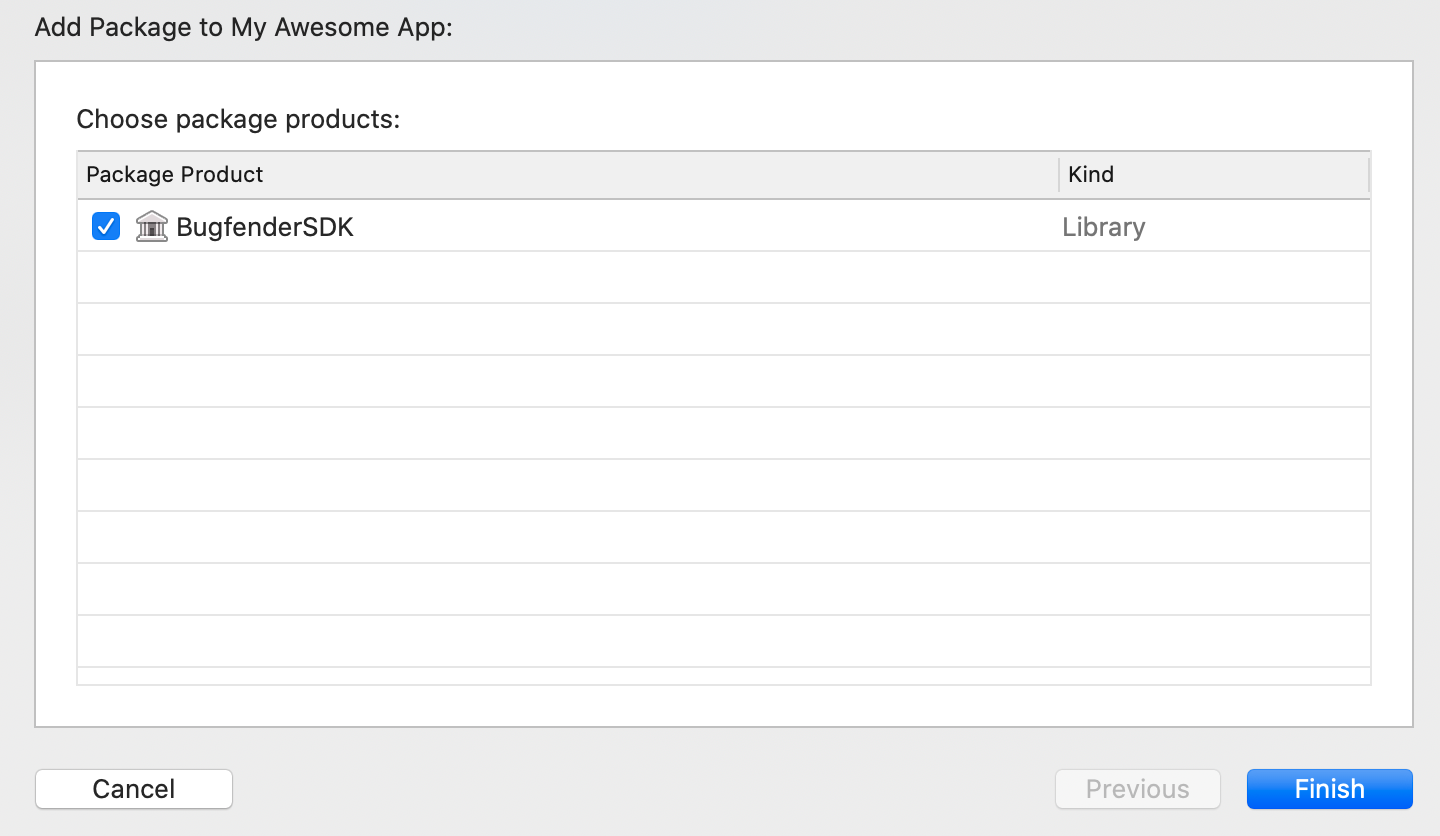 Add Package to My Awesome App:
Choose package products:
Package Product Kind
BugfenderSDK Library
Cancel Previous Finish